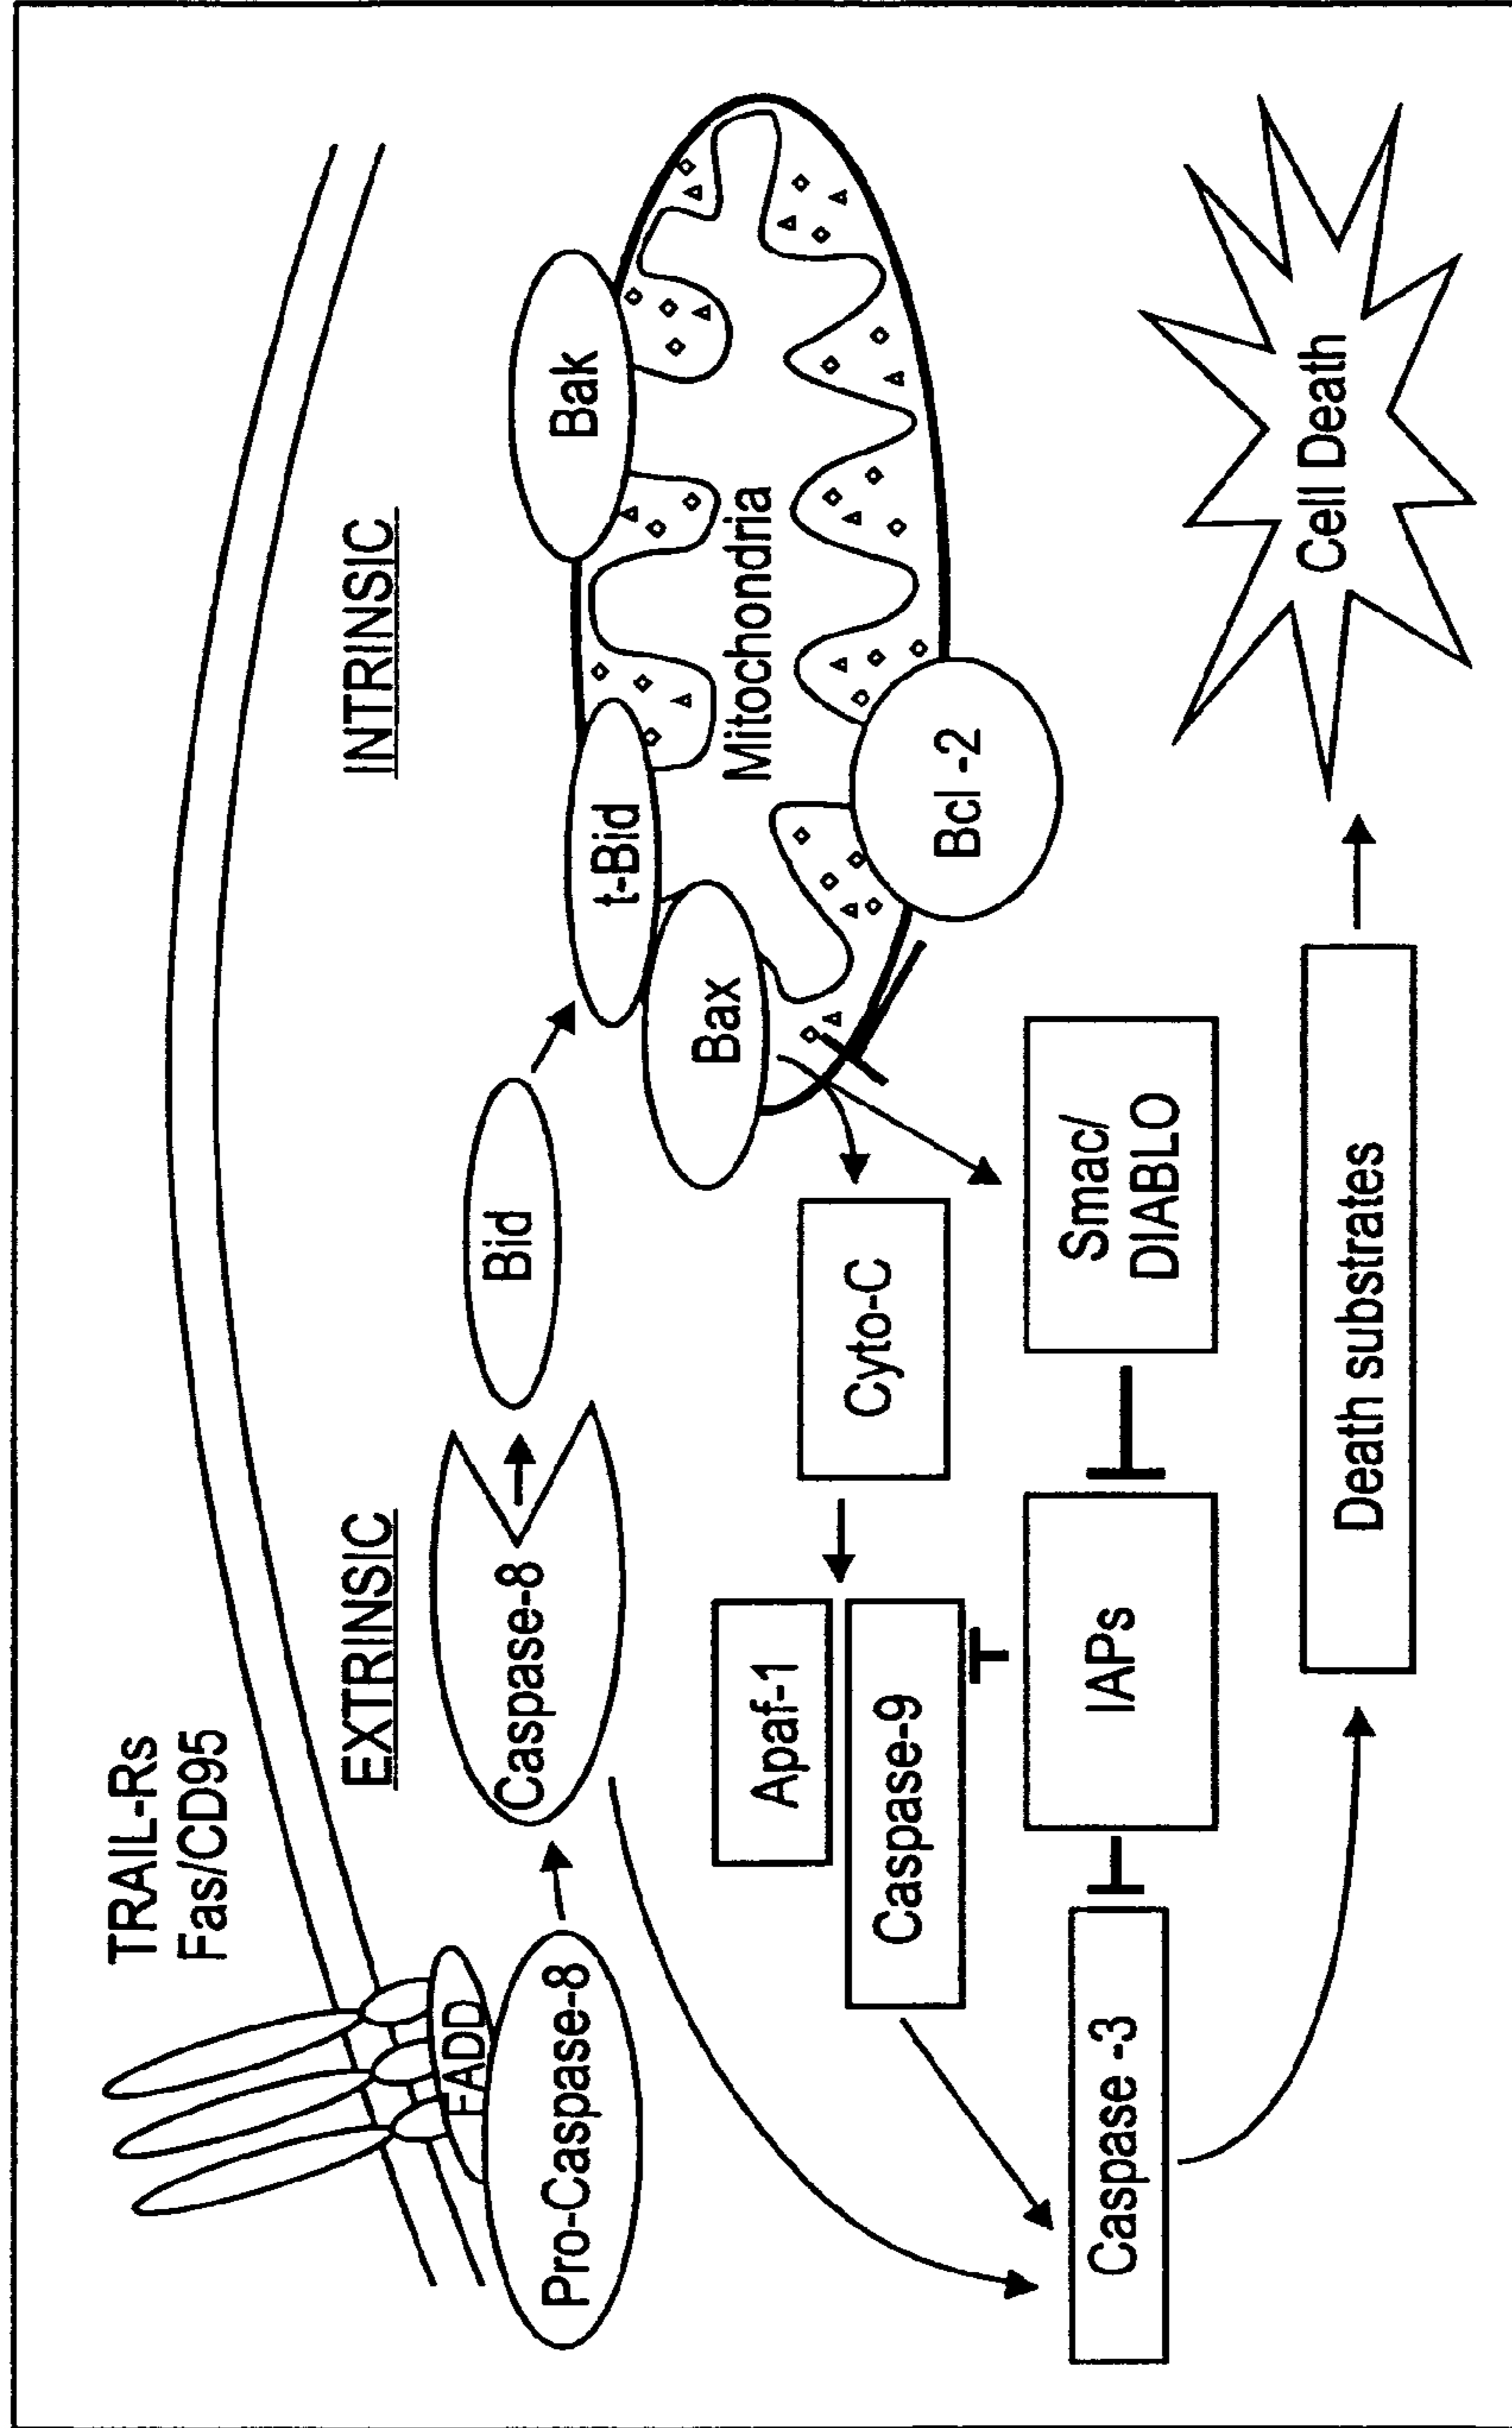 TRAIL-Rs
Fas/CD95
EXTRINSIC
INTRINSIC
FADD
Pro-Caspase-8
Caspase-8
Bid
t-Bid
Bak
Bax
Mitochondria
Bcl -2
Apaf-1
Caspase-9
Cyto-C
Caspase -3
IAPs
Smac/
DIABLO
Death substrates
Cell Death